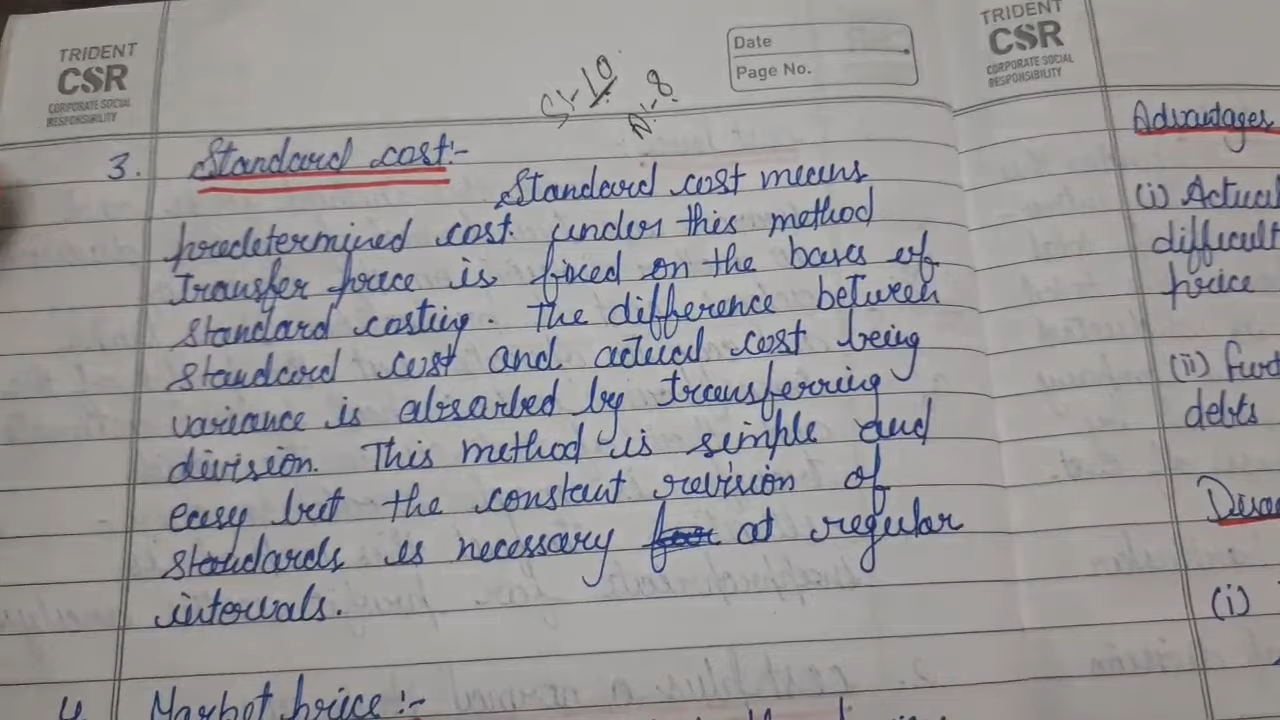 TRIDENT
CSR
CORPORATE SOCIAL
RESPONSIBILITY
Date
Page No.
3. Standard cost:-
Standard cost means
predetermined cost. under this method
Transfer price is fixed on the bases of
standard costing. The difference between
standard cost and actual cost being
variance is absarbed by transferring
division. This method is simple and
easy but the constant revision of
standards is necessary at regular
intervals.
4. Market price :-
TRIDENT
CSR
CORPORATE SOCIAL
RESPONSIBILITY
Advantages
(i) Actual
difficult
price
(ii)
debts
(i)